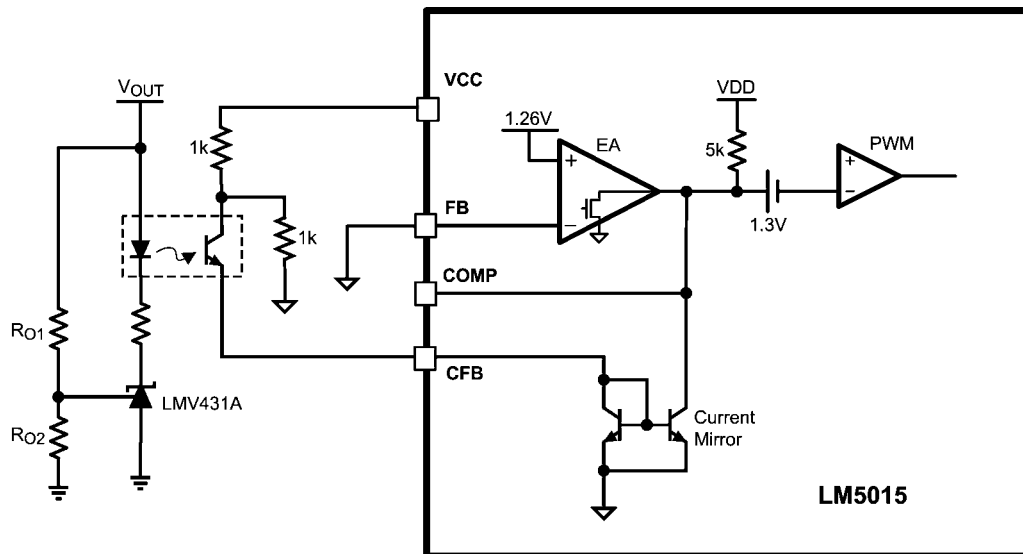 VCC
VOUT
1k
1k
FB
COMP
CFB
RO1
RO2
LMV431A
1.26V
EA
+
−
VDD
5k
1.3V
PWM
+
−
Current
Mirror
LM5015